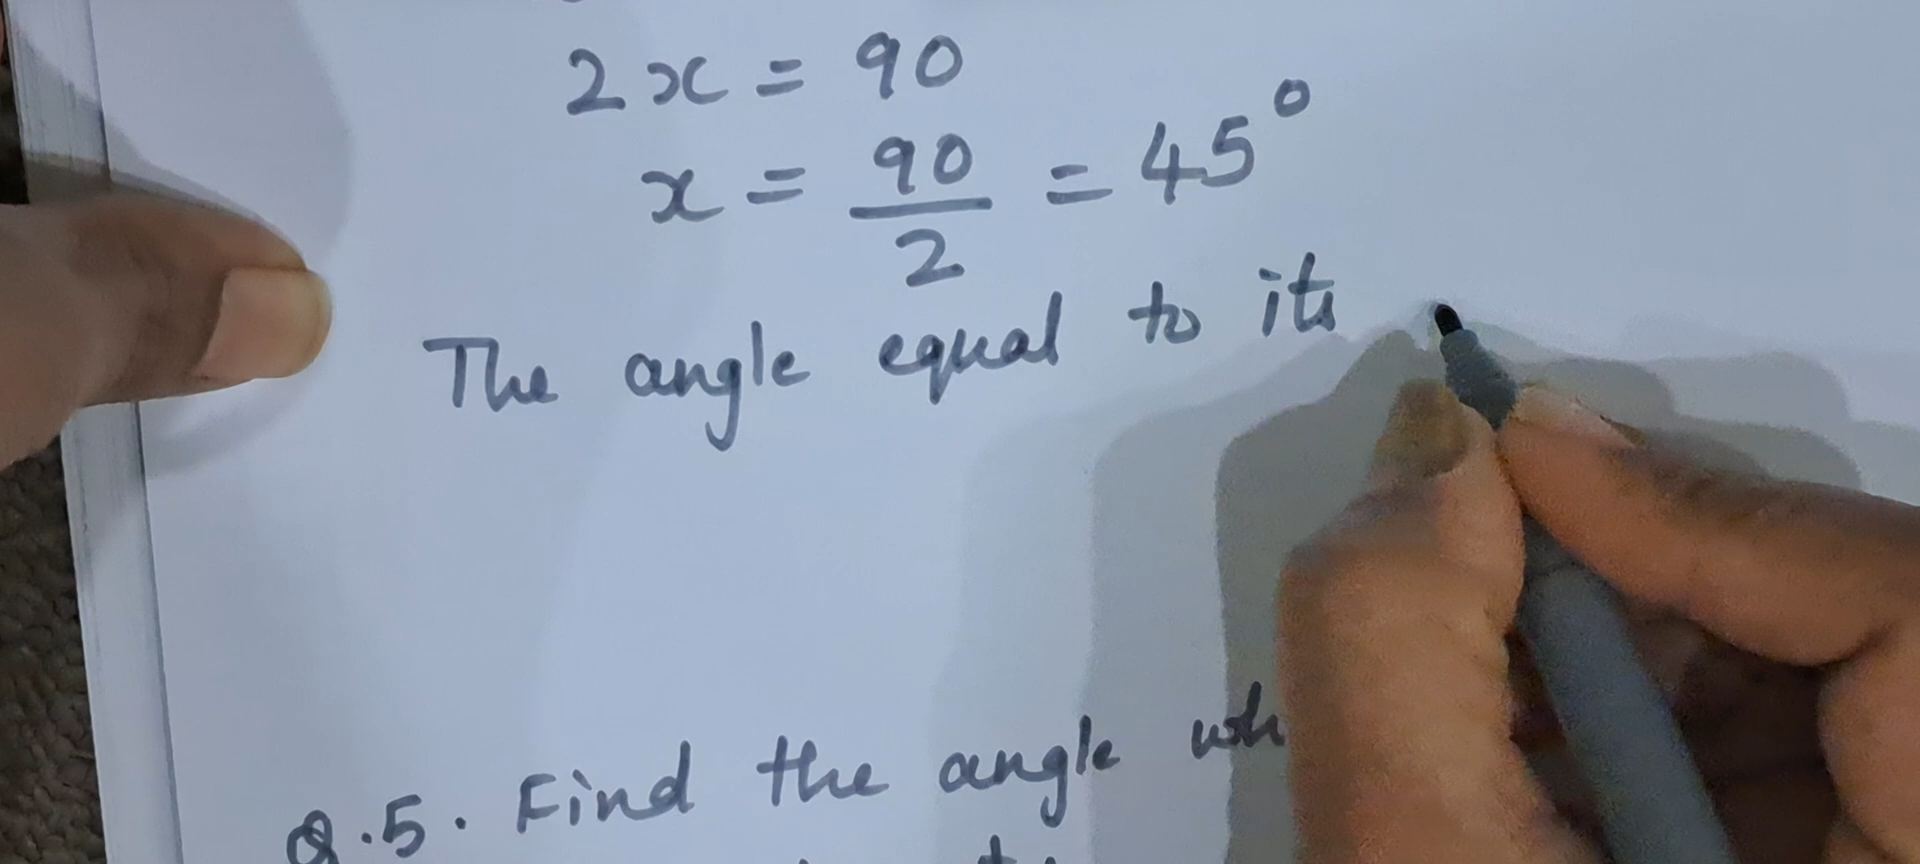 2x = 90
x = 90/2 = 45°
The angle equal to its
Q.5. Find the angle